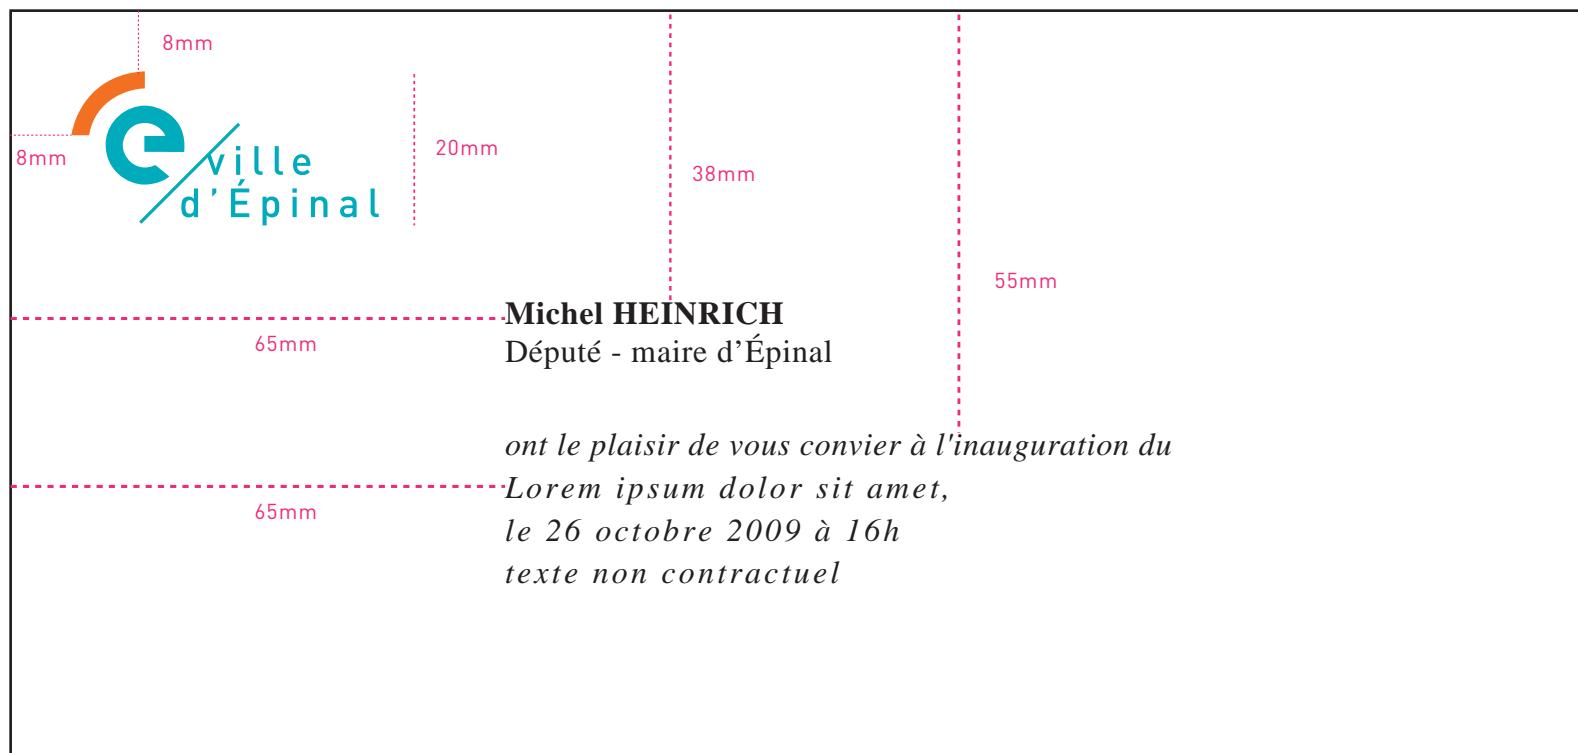 8mm
8mm
ville
d’Épinal
20mm
38mm
55mm
Michel HEINRICH
65mm
Député - maire d’Épinal
ont le plaisir de vous convier à l'inauguration du
Lorem ipsum dolor sit amet,
65mm
le 26 octobre 2009 à 16h
texte non contractuel